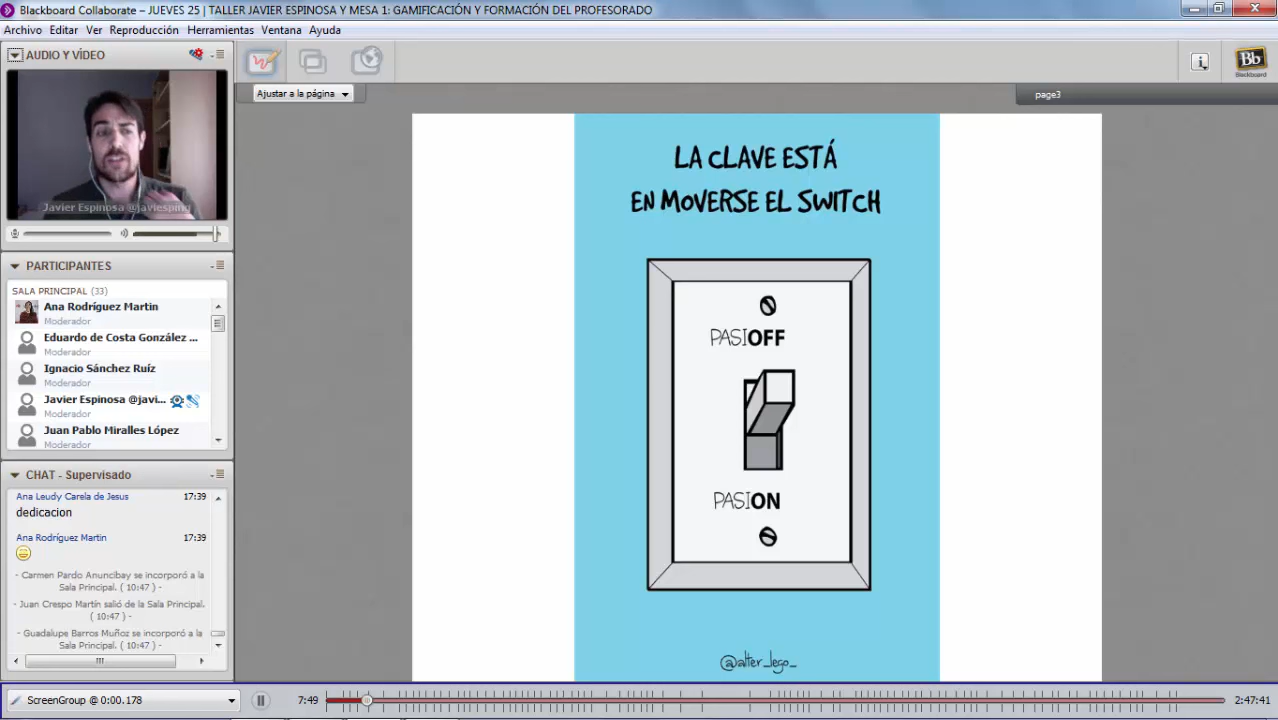 Blackboard Collaborate – JUEVES 25 | TALLER JAVIER ESPINOSA Y MESA 1: GAMIFICACIÓN Y FORMACIÓN DEL PROFESORADO
Archivo Editar Ver Reproducción Herramientas Ventana Ayuda
AUDIO Y VÍDEO
Javier Espinosa @javiesping
PARTICIPANTES
SALA PRINCIPAL (33)
Ana Rodríguez Martin
Moderador
Eduardo de Costa González ...
Moderador
Ignacio Sánchez Ruíz
Moderador
Javier Espinosa @javi...
Moderador
Juan Pablo Miralles López
Moderador
CHAT - Supervisado
Ana Leudy Carela de Jesus 17:39
dedicacion
Ana Rodríguez Martin 17:39
- Carmen Pardo Anuncibay se incorporó a la
Sala Principal. ( 10:47 ) -
- Juan Crespo Martín salió de la Sala Principal.
( 10:47 ) -
- Guadalupe Barros Muñoz se incorporó a la
Sala Principal. ( 10:47 ) -
Ajustar a la página
page3
i
Bb
Blackboard
LA CLAVE ESTÁ
EN MOVERSE EL SWITCH
PASIOFF
PASION
@alter_lego_
ScreenGroup @ 0:00.178
7:49
2:47:41